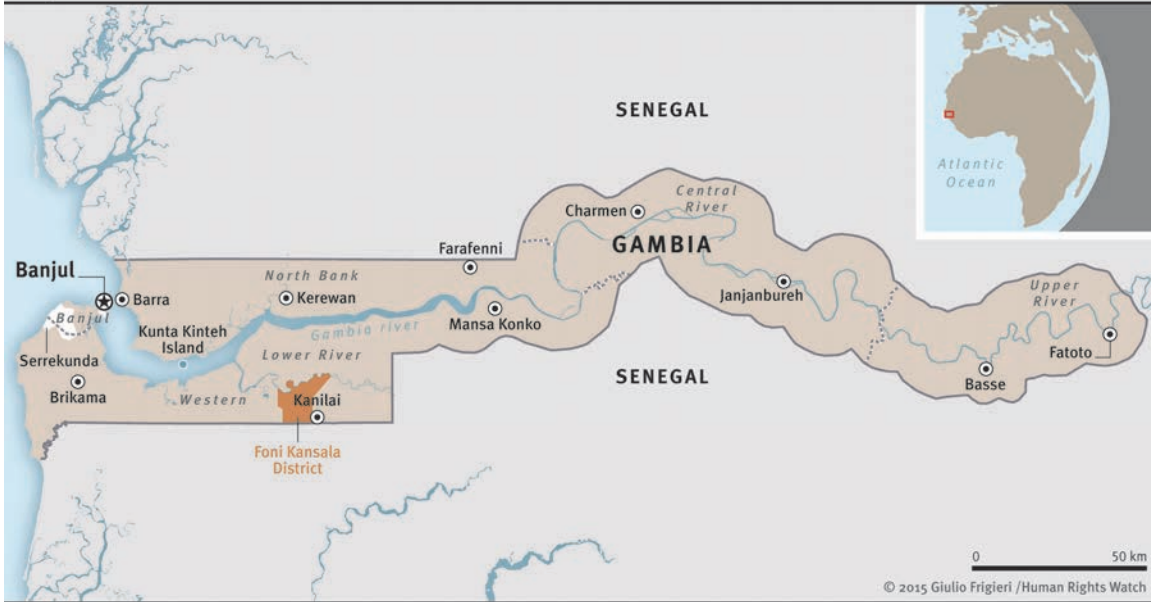 SENEGAL
Atlantic
Ocean
Central
River
Charmen
GAMBIA
Farafenni
Banjul
North Bank
Upper
River
Barra
Kerewan
Janjanbureh
Banjul
Gambia river
Mansa Konko
Kunta Kinteh
Island
Lower River
Fatoto
Serrekunda
SENEGAL
Basse
Brikama
Western
Kanilai
Foni Kansala
District
0 50 km
© 2015 Giulio Frigieri /Human Rights Watch